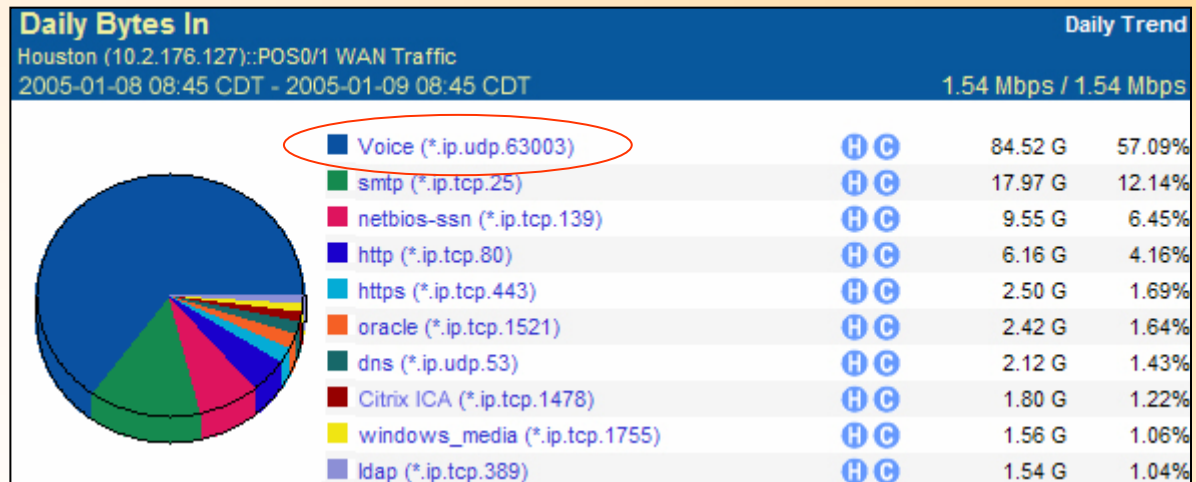 Daily Bytes In Daily Trend
Houston (10.2.176.127)::POS0/1 WAN Traffic
2005-01-08 08:45 CDT - 2005-01-09 08:45 CDT 1.54 Mbps / 1.54 Mbps
Voice (*.ip.udp.63003) H C 84.52 G 57.09%
smtp (*.ip.tcp.25) H C 17.97 G 12.14%
netbios-ssn (*.ip.tcp.139) H C 9.55 G 6.45%
http (*.ip.tcp.80) H C 6.16 G 4.16%
https (*.ip.tcp.443) H C 2.50 G 1.69%
oracle (*.ip.tcp.1521) H C 2.42 G 1.64%
dns (*.ip.udp.53) H C 2.12 G 1.43%
Citrix ICA (*.ip.tcp.1478) H C 1.80 G 1.22%
windows_media (*.ip.tcp.1755) H C 1.56 G 1.06%
ldap (*.ip.tcp.389) H C 1.54 G 1.04%